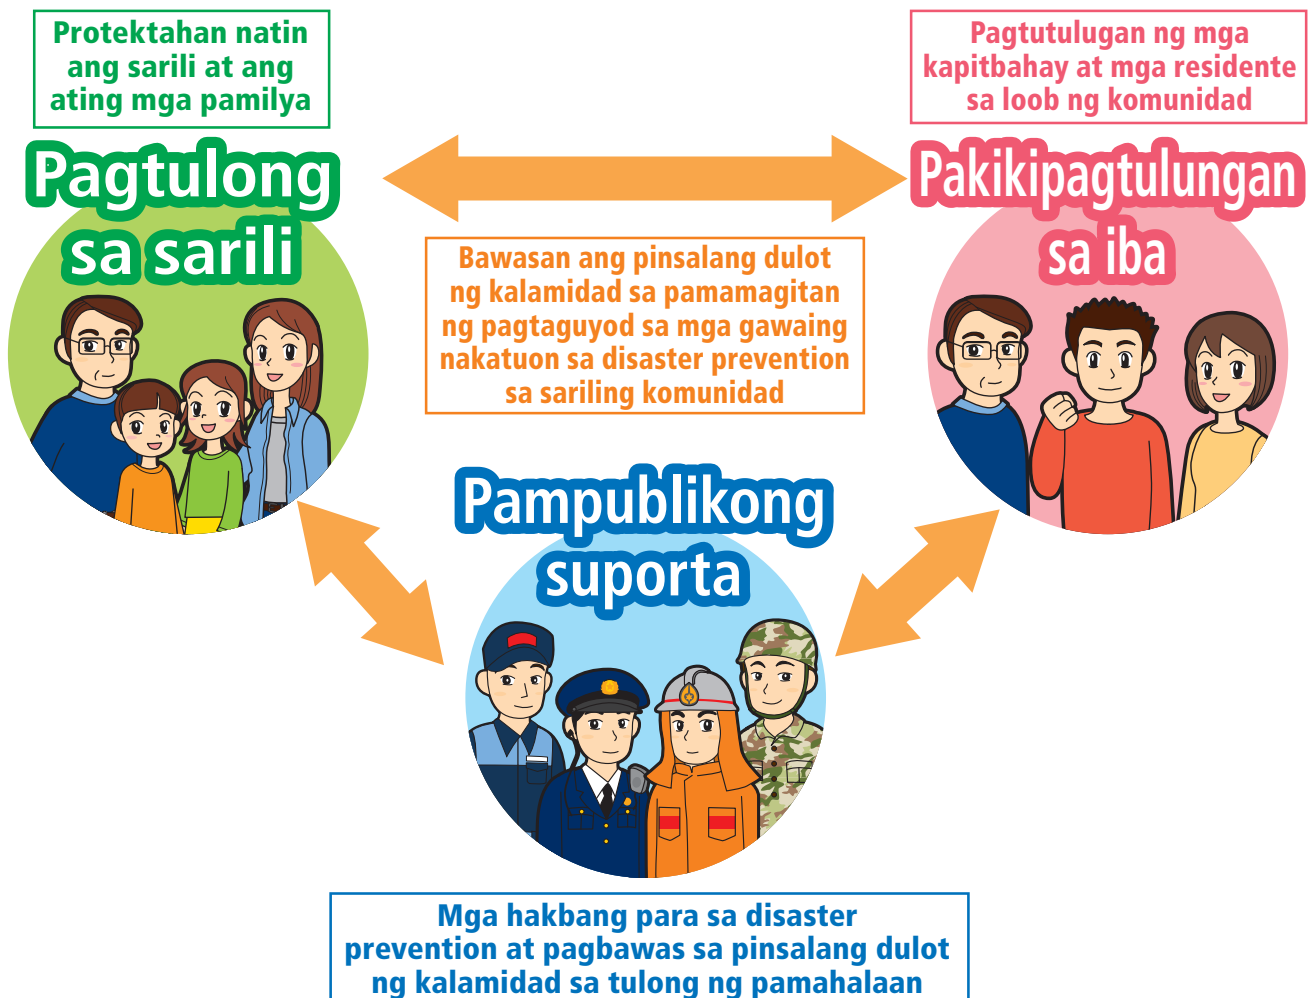 Protektahan natin
ang sarili at ang
ating mga pamilya
Pagtulong
sa sarili
Pagtutulugan ng mga
kapitbahay at mga residente
sa loob ng komunidad
Pakikipagtulungan
sa iba
Bawasan ang pinsalang dulot
ng kalamidad sa pamamagitan
ng pagtaguyod sa mga gawaing
nakatuon sa disaster prevention
sa sariling komunidad
Pampublikong
suporta
Mga hakbang para sa disaster
prevention at pagbawas sa pinsalang dulot
ng kalamidad sa tulong ng pamahalaan